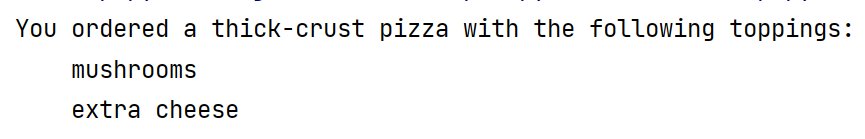 You ordered a thick-crust pizza with the following toppings:
    mushrooms
    extra cheese